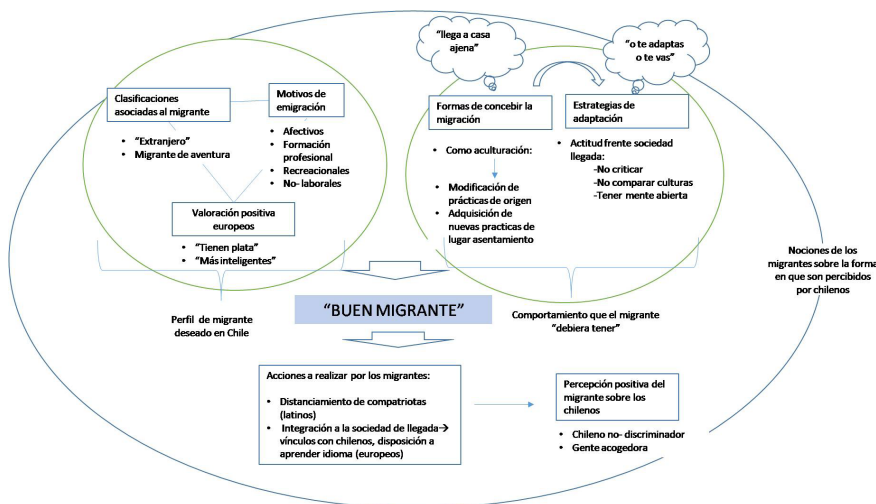 "llega a casa
ajena"
"o te adaptas
o te vas"
Clasificaciones
asociadas al migrante
• "Extranjero"
• Migrante de aventura
Motivos de
emigración
• Afectivos
• Formación
profesional
• Recreacionales
• No- laborales
Valoración positiva
europeos
• "Tienen plata"
• "Más inteligentes"
Formas de concebir la
migración
• Como aculturación:
• Modificación de
prácticas de origen
• Adquisición de
nuevas practicas de
lugar asentamiento
Estrategias de
adaptación
• Actitud frente sociedad
llegada:
-No criticar
-No comparar culturas
-Tener mente abierta
Nociones de los
migrantes sobre la forma
en que son percibidos
por chilenos
Perfil de migrante
deseado en Chile
"BUEN MIGRANTE"
Comportamiento que el migrante
"debiera tener"
Acciones a realizar por los migrantes:
• Distanciamiento de compatriotas
(latinos)
• Integración a la sociedad de llegada→
vínculos con chilenos, disposición a
aprender idioma (europeos)
Percepción positiva del
migrante sobre los
chilenos
• Chileno no- discriminador
• Gente acogedora